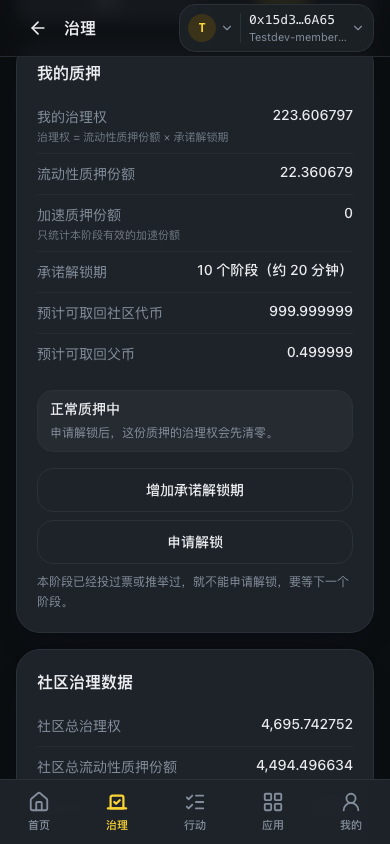 治理
T
0x15d3…6A65
Testdev-member...
我的质押
我的治理权
223.606797
治理权 = 流动性质押份额 × 承诺解锁期
流动性质押份额
22.360679
加速质押份额
0
只统计本阶段有效的加速份额
承诺解锁期
10 个阶段（约 20 分钟）
预计可取回社区代币
999.999999
预计可取回父币
0.499999
正常质押中
申请解锁后，这份质押的治理权会先清零。
增加承诺解锁期
申请解锁
本阶段已经投过票或推举过，就不能申请解锁，要等下一个
阶段。
社区治理数据
社区总治理权
4,695.742752
社区总流动性质押份额
4,494.496634
首页
治理
行动
应用
我的